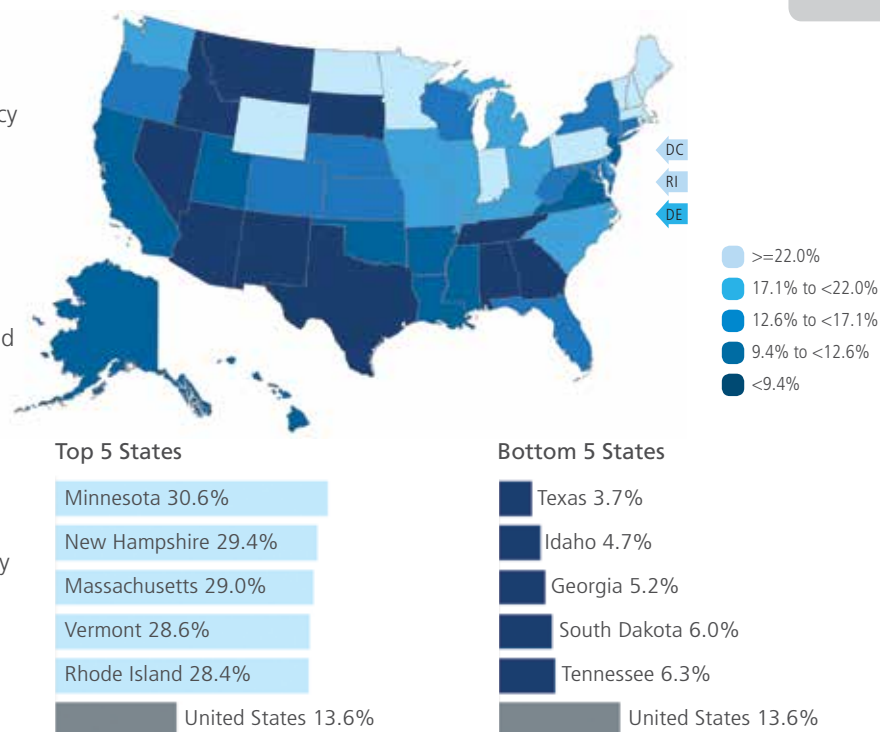 cy
d
y
DC
RI
DE
>=22.0%
17.1% to <22.0%
12.6% to <17.1%
9.4% to <12.6%
<9.4%
Top 5 States
Minnesota 30.6%
New Hampshire 29.4%
Massachusetts 29.0%
Vermont 28.6%
Rhode Island 28.4%
United States 13.6%
Bottom 5 States
Texas 3.7%
Idaho 4.7%
Georgia 5.2%
South Dakota 6.0%
Tennessee 6.3%
United States 13.6%